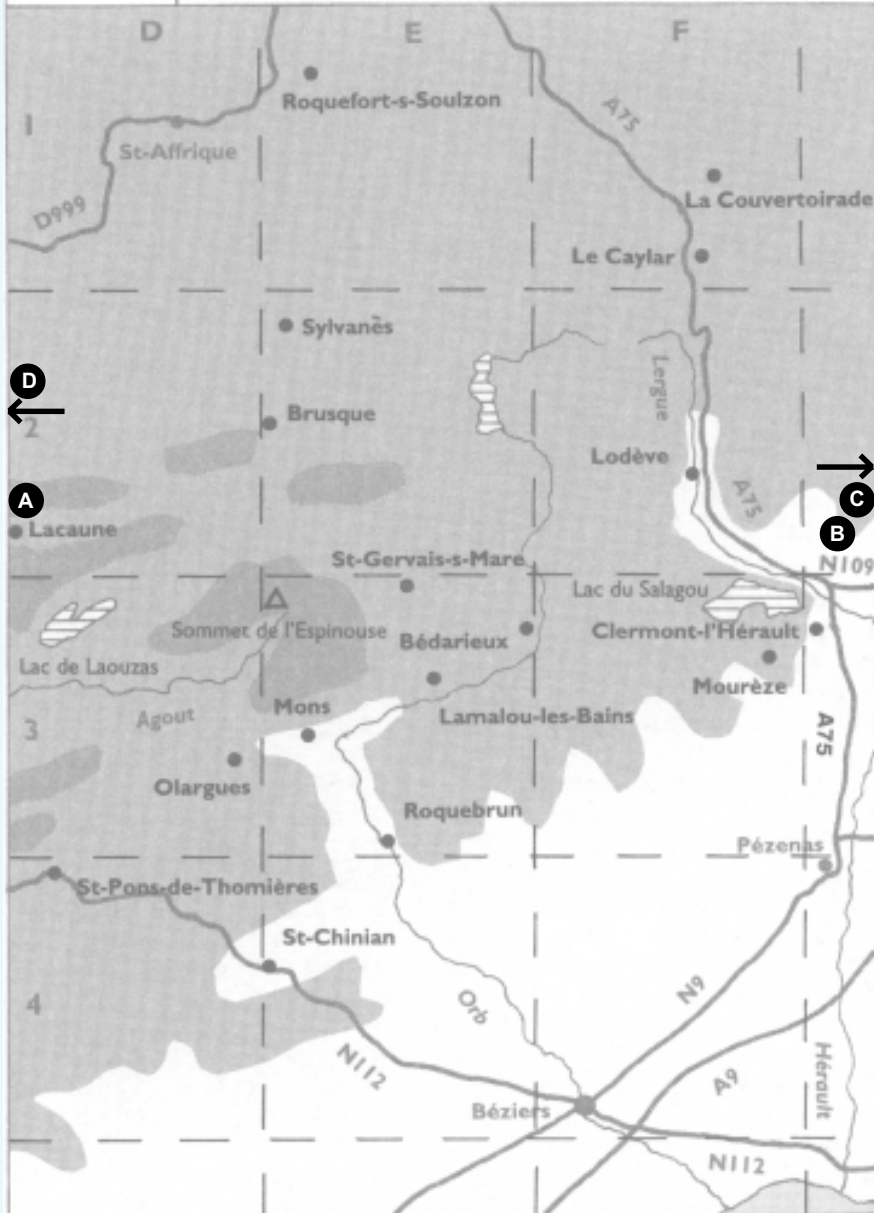 D
E
F
1
Roquefort-s-Soulzon
A75
St-Affrique
La Couvertoirade
D999
Le Caylar
Sylvanès
D
Lergue
2
Brusque
Lodève
A75
A
C
B
Lacaune
St-Gervais-s-Mare
N109
Lac du Salagou
Sommet de l'Espinouse
Clermont-l'Hérault
Bédarieux
Lac de Laouzas
Mourèze
Mons
Agout
Lamalou-les-Bains
3
A75
Olargues
Roquebrun
Pézenas
St-Pons-de-Thomières
St-Chinian
4
Orb
N9
N112
A9
Hérault
Béziers
N112